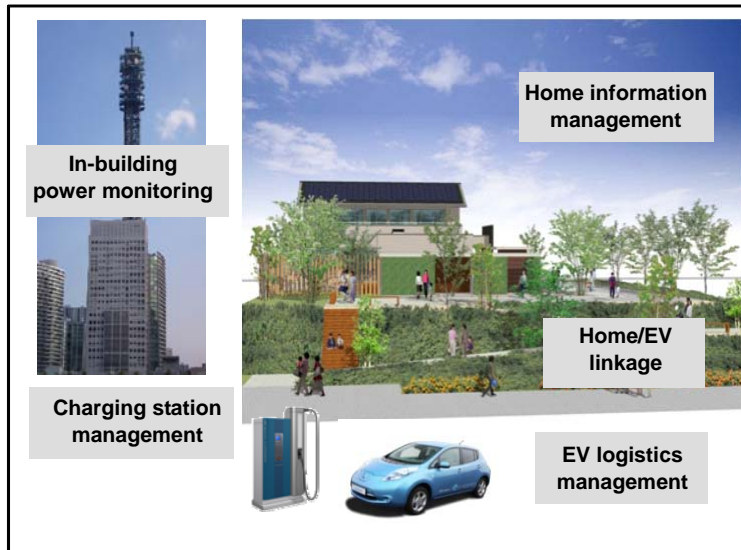 Home information
management
In-building
power monitoring
Home/EV
linkage
Charging station
management
EV logistics
management